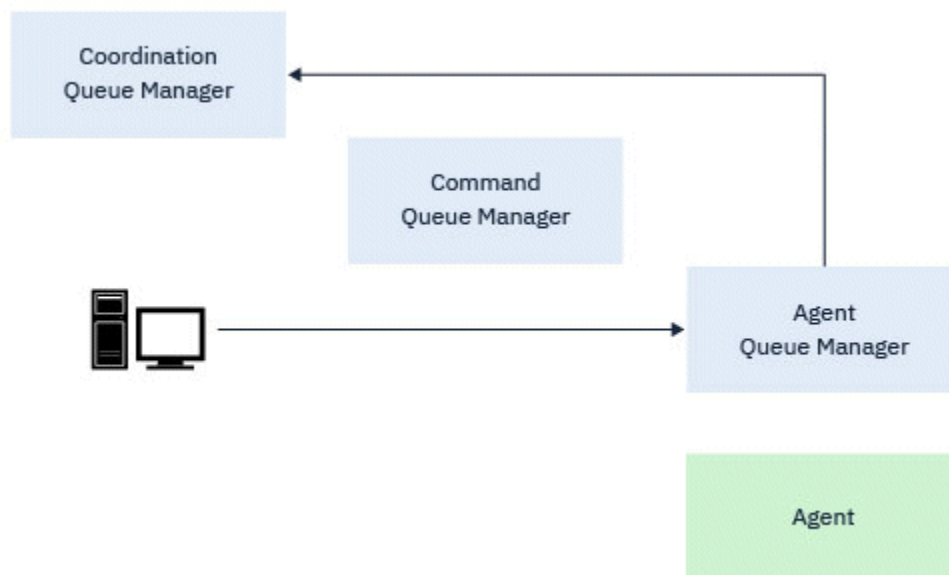 Coordination
Queue Manager
Command
Queue Manager
Agent
Queue Manager
Agent